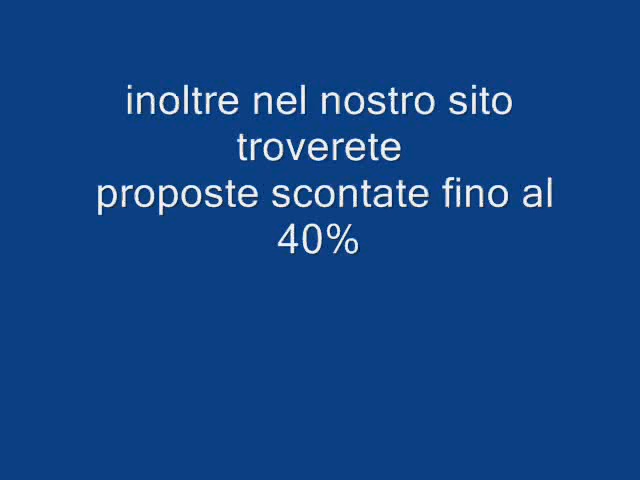 inoltre nel nostro sito
troverete
proposte scontate fino al
40%